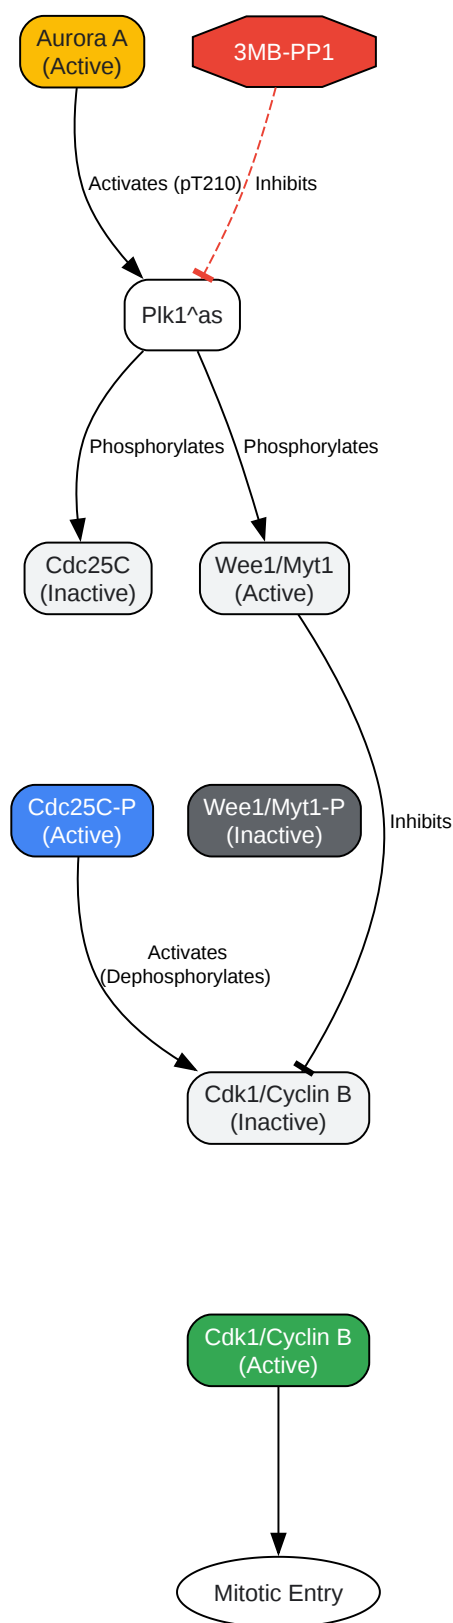 Aurora A
(Active)
3MB-PP1
Activates (pT210)
Inhibits
Plk1^as
Phosphorylates
Phosphorylates
Cdc25C
(Inactive)
Wee1/Myt1
(Active)
Cdc25C-P
(Active)
Wee1/Myt1-P
(Inactive)
Inhibits
Activates
(Dephosphorylates)
Cdk1/Cyclin B
(Inactive)
Cdk1/Cyclin B
(Active)
Mitotic Entry